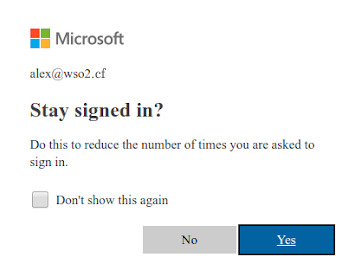 Microsoft
alex@wso2.cf
Stay signed in?
Do this to reduce the number of times you are asked to
sign in.
Don't show this again
No Yes